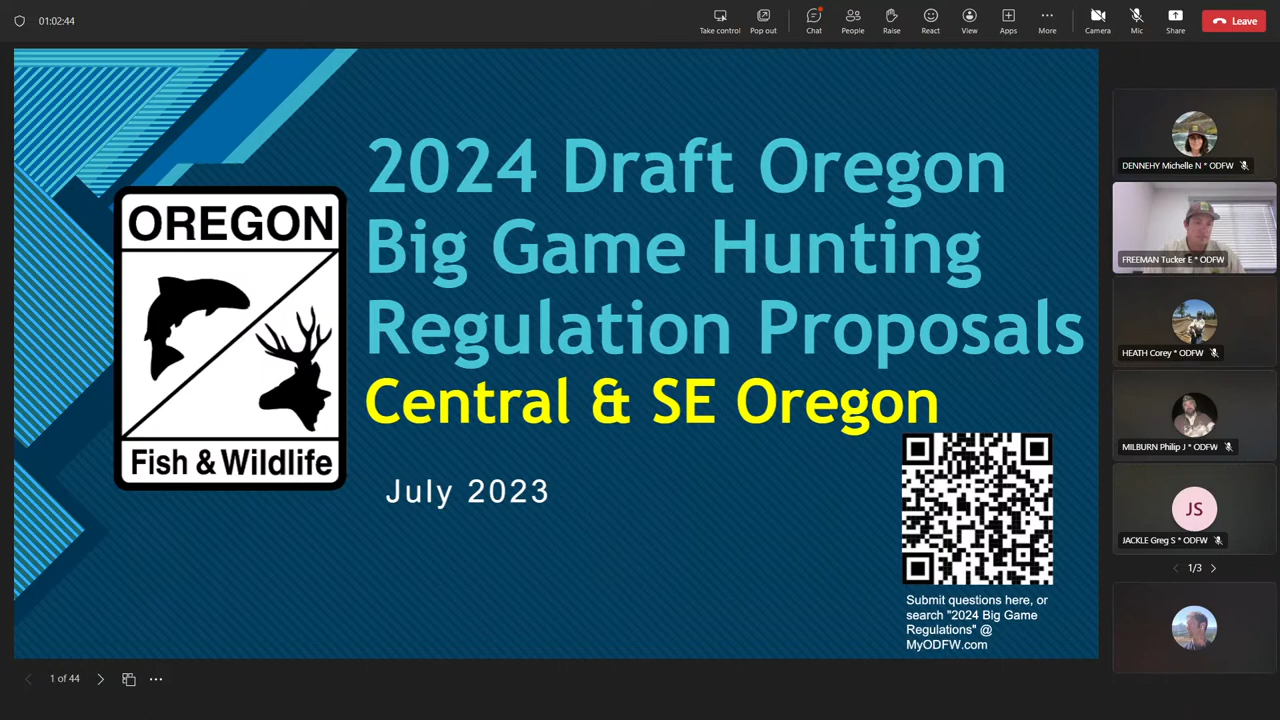 01:02:44
Take control
Pop out
Chat
People
Raise
React
View
Apps
More
Camera
Mic
Share
Leave
2024 Draft Oregon
Big Game Hunting
Regulation Proposals
Central & SE Oregon
July 2023
OREGON
Fish & Wildlife
Submit questions here, or
search "2024 Big Game
Regulations" @
MyODFW.com
DENNEHY Michelle N * ODFW
FREEMAN Tucker E * ODFW
HEATH Corey * ODFW
MILBURN Philip J * ODFW
JS
JACKLE Greg S * ODFW
1/3
1 of 44